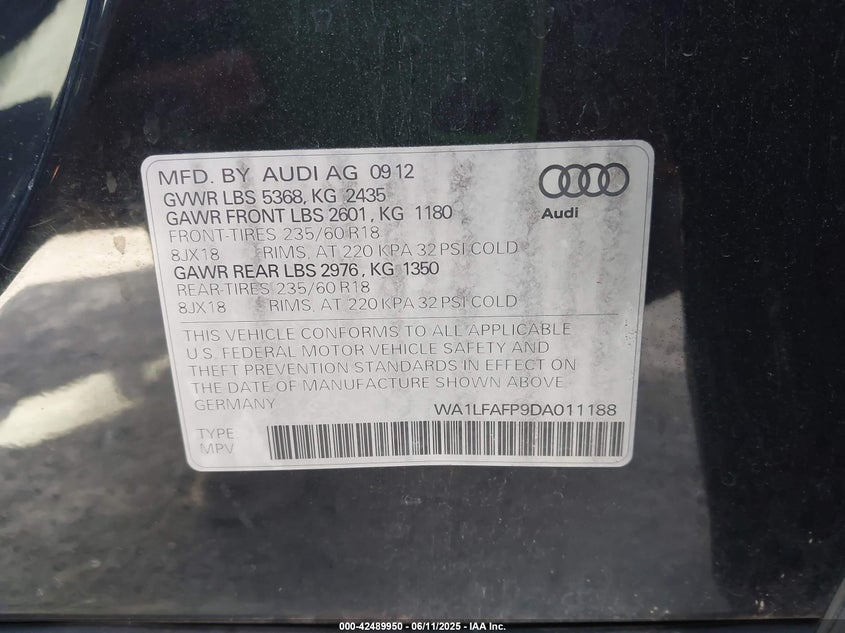 MFD. BY AUDI AG 09 12
GVWR LBS 5368, KG 2435
GAWR FRONT LBS 2601, KG 1180
FRONT-TIRES 235/60 R18
8JX18 RIMS, AT 220 KPA 32 PSI COLD
GAWR REAR LBS 2976, KG 1350
REAR-TIRES 235/60 R18
8JX18 RIMS, AT 220 KPA 32 PSI COLD
Audi
THIS VEHICLE CONFORMS TO ALL APPLICABLE
U.S. FEDERAL MOTOR VEHICLE SAFETY AND
THEFT PREVENTION STANDARDS IN EFFECT ON
THE DATE OF MANUFACTURE SHOWN ABOVE.
GERMANY
WA1LFAFP9DA011188
TYPE
MPV
000-42489950 - 06/11/2025 - IAA Inc.